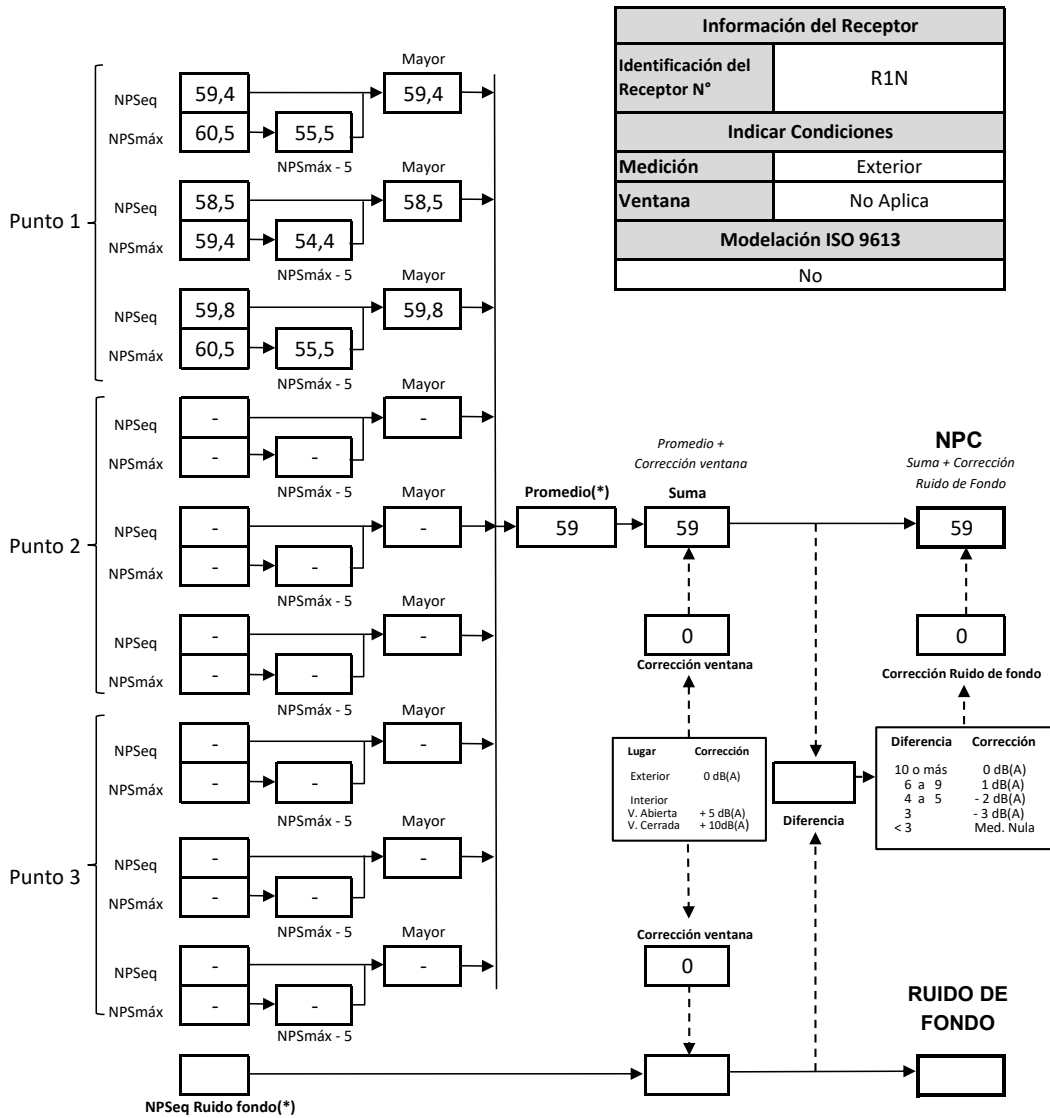 Información del Receptor
Identificación del
Receptor N°
R1N
Indicar Condiciones
Medición Exterior
Ventana No Aplica
Modelación ISO 9613
No
Punto 1
Mayor
NPSeq 59,4 59,4
NPSmáx 60,5 55,5
NPSmáx - 5
Mayor
NPSeq 58,5 58,5
NPSmáx 59,4 54,4
NPSmáx - 5
Mayor
NPSeq 59,8 59,8
NPSmáx 60,5 55,5
NPSmáx - 5
Punto 2
Mayor
NPSeq - -
NPSmáx - -
NPSmáx - 5
Mayor
NPSeq - -
NPSmáx - -
NPSmáx - 5
Mayor
NPSeq - -
NPSmáx - -
NPSmáx - 5
Punto 3
Mayor
NPSeq - -
NPSmáx - -
NPSmáx - 5
Mayor
NPSeq - -
NPSmáx - -
NPSmáx - 5
Mayor
NPSeq - -
NPSmáx - -
NPSmáx - 5
NPSeq Ruido fondo(*)
Promedio(*)
59
Promedio +
Corrección ventana
Suma
59
0
Corrección ventana
Lugar Corrección
Exterior 0 dB(A)
Interior
V. Abierta + 5 dB(A)
V. Cerrada + 10dB(A)
Corrección ventana
0
Diferencia
NPC
Suma + Corrección
Ruido de Fondo
59
0
Corrección Ruido de fondo
Diferencia Corrección
10 o más 0 dB(A)
6 a 9 1 dB(A)
4 a 5 - 2 dB(A)
3 - 3 dB(A)
< 3 Med. Nula
RUIDO DE
FONDO